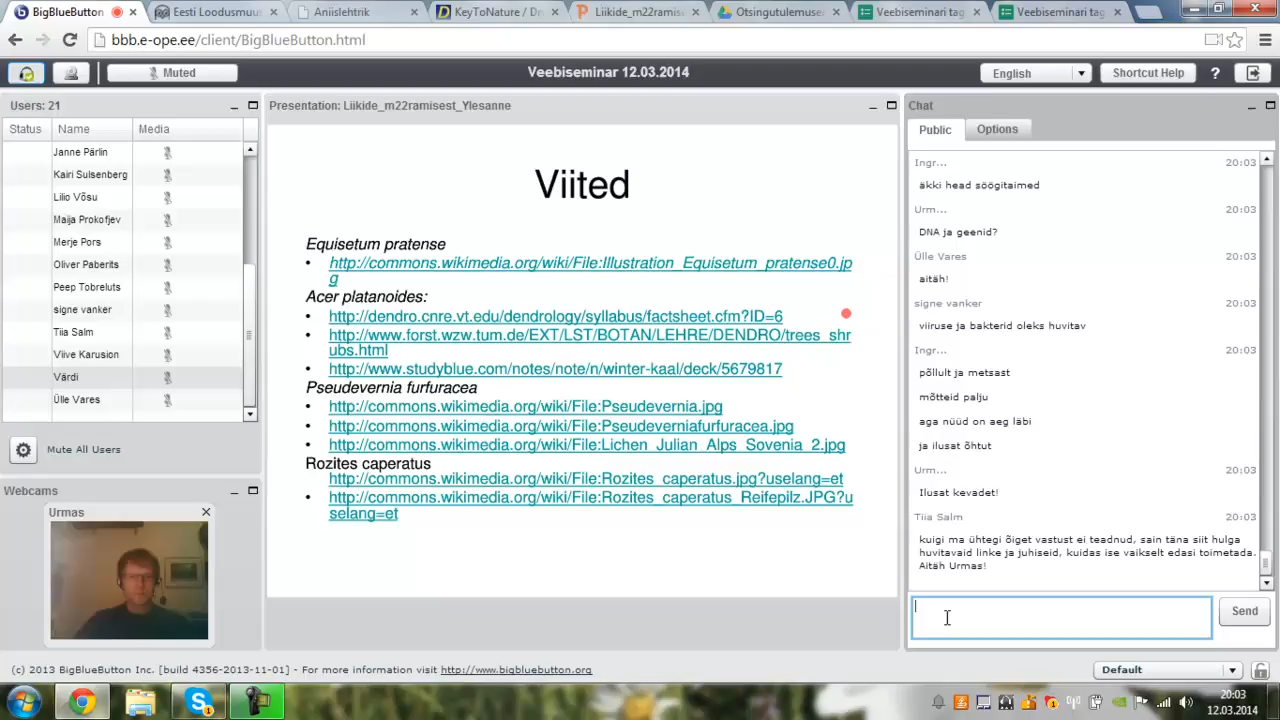 BigBlueButton
Eesti Loodusmuu
Aniislehtrik
KeyToNature / Dn
Liikide_m22ramise
Otsingutulemuse
Veebiseminari tag
Veebiseminari tag
bbb.e-ope.ee/client/BigBlueButton.html
Muted
Veebiseminar 12.03.2014
English
Shortcut Help
?
Users: 21
Status
Name
Media
Janne Pärlin
Kairi Sulsenberg
Lilio Võsu
Maija Prokofjev
Merje Pors
Oliver Paberits
Peep Tobreluts
signe vanker
Tiia Salm
Viive Karusion
Värdi
Ülle Vares
Mute All Users
Webcams
Urmas
Presentation: Liikide_m22ramisest_Ylesanne
Viited
Equisetum pratense
• http://commons.wikimedia.org/wiki/File:Illustration_Equisetum_pratense0.jp
g
Acer platanoides:
• http://dendro.cnre.vt.edu/dendrology/syllabus/factsheet.cfm?ID=6
• http://www.forst.wzw.tum.de/EXT/LST/BOTAN/LEHRE/DENDRO/trees_shr
ubs.html
• http://www.studyblue.com/notes/note/n/winter-kaal/deck/5679817
Pseudevernia furfuracea
• http://commons.wikimedia.org/wiki/File:Pseudevernia.jpg
• http://commons.wikimedia.org/wiki/File:Pseudeverniafurfuracea.jpg
• http://commons.wikimedia.org/wiki/File:Lichen_Julian_Alps_Sovenia_2.jpg
Rozites caperatus
http://commons.wikimedia.org/wiki/File:Rozites_caperatus.jpg?uselang=et
• http://commons.wikimedia.org/wiki/File:Rozites_caperatus_Reifepilz.JPG?u
selang=et
Chat
Public
Options
Ingr... 20:03
äkki head söögitaimed
Urm... 20:03
DNA ja geenid?
Ülle Vares 20:03
aitäh!
signe vanker 20:03
viiruse ja bakterid oleks huvitav
Ingr... 20:03
põllult ja metsast
mõtteid palju
aga nüüd on aeg läbi
ja ilusat õhtut
Urm... 20:03
Ilusat kevadet!
Tiia Salm 20:03
kuigi ma ühtegi õiget vastust ei teadnud, sain täna siit hulga
huvitavaid linke ja juhiseid, kuidas ise vaikselt edasi toimetada.
Aitäh Urmas!
Send
(c) 2013 BigBlueButton Inc. [build 4356-2013-11-01] - For more information visit http://www.bigbluebutton.org
Default
20:03
12.03.2014